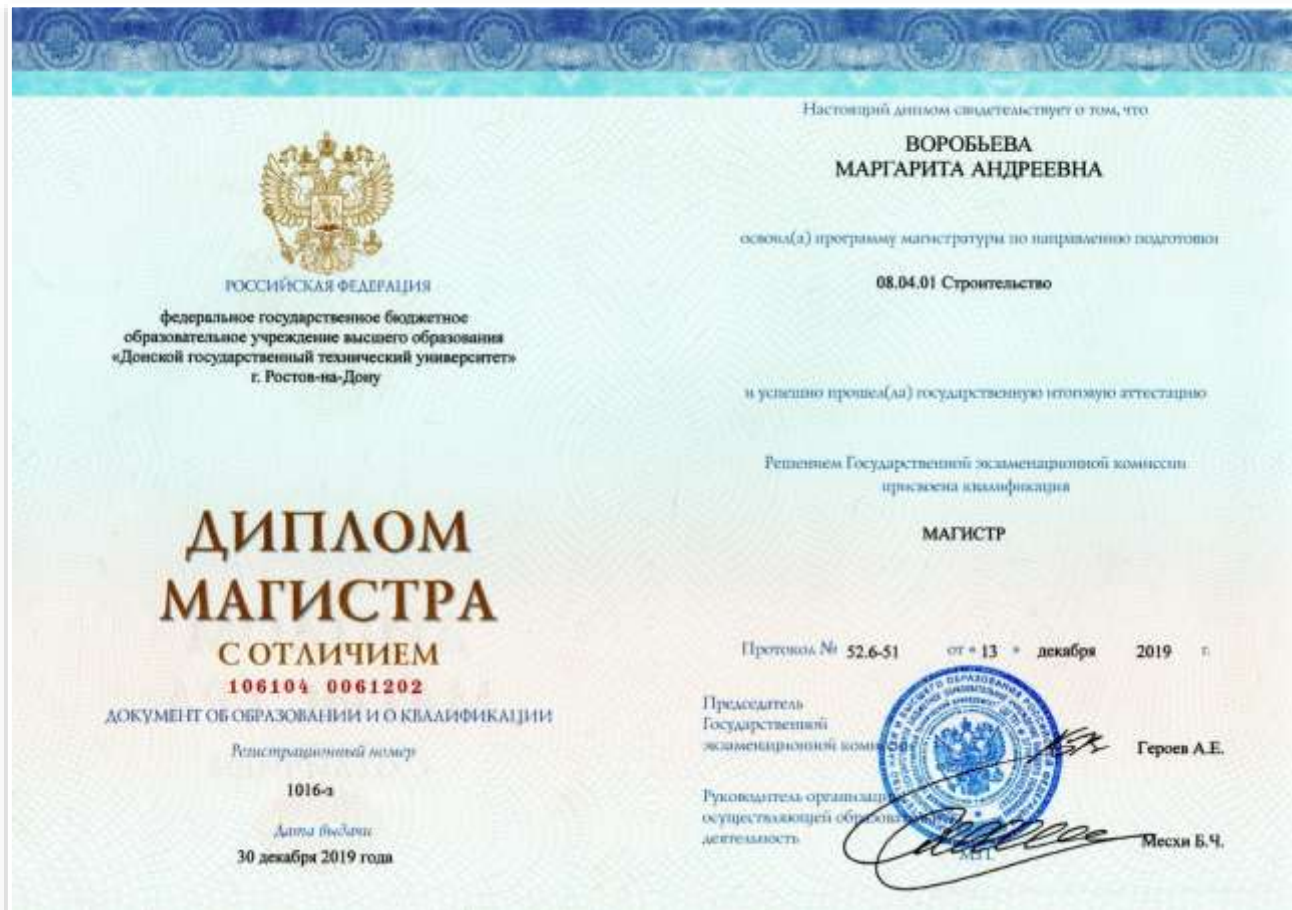 РОССИЙСКАЯ ФЕДЕРАЦИЯ
федеральное государственное бюджетное
образовательное учреждение высшего образования
«Донской государственный технический университет»
г. Ростов-на-Дону
ДИПЛОМ
МАГИСТРА
С ОТЛИЧИЕМ
106104 0061202
ДОКУМЕНТ ОБ ОБРАЗОВАНИИ И О КВАЛИФИКАЦИИ
Регистрационный номер
1016-з
Дата выдачи
30 декабря 2019 года
Настоящий диплом свидетельствует о том, что
ВОРОБЬЕВА
МАРГАРИТА АНДРЕЕВНА
освоил(а) программу магистратуры по направлению подготовки
08.04.01 Строительство
и успешно прошел(ла) государственную итоговую аттестацию
Решением Государственной экзаменационной комиссии
присвоена квалификация
МАГИСТР
Протокол № 52.6-51 от « 13 » декабря 2019 г.
Председатель
Государственной
экзаменационной
Героев А.Е.
Руководитель организации
осуществляющей
деятельность
Месхи Б.Ч.